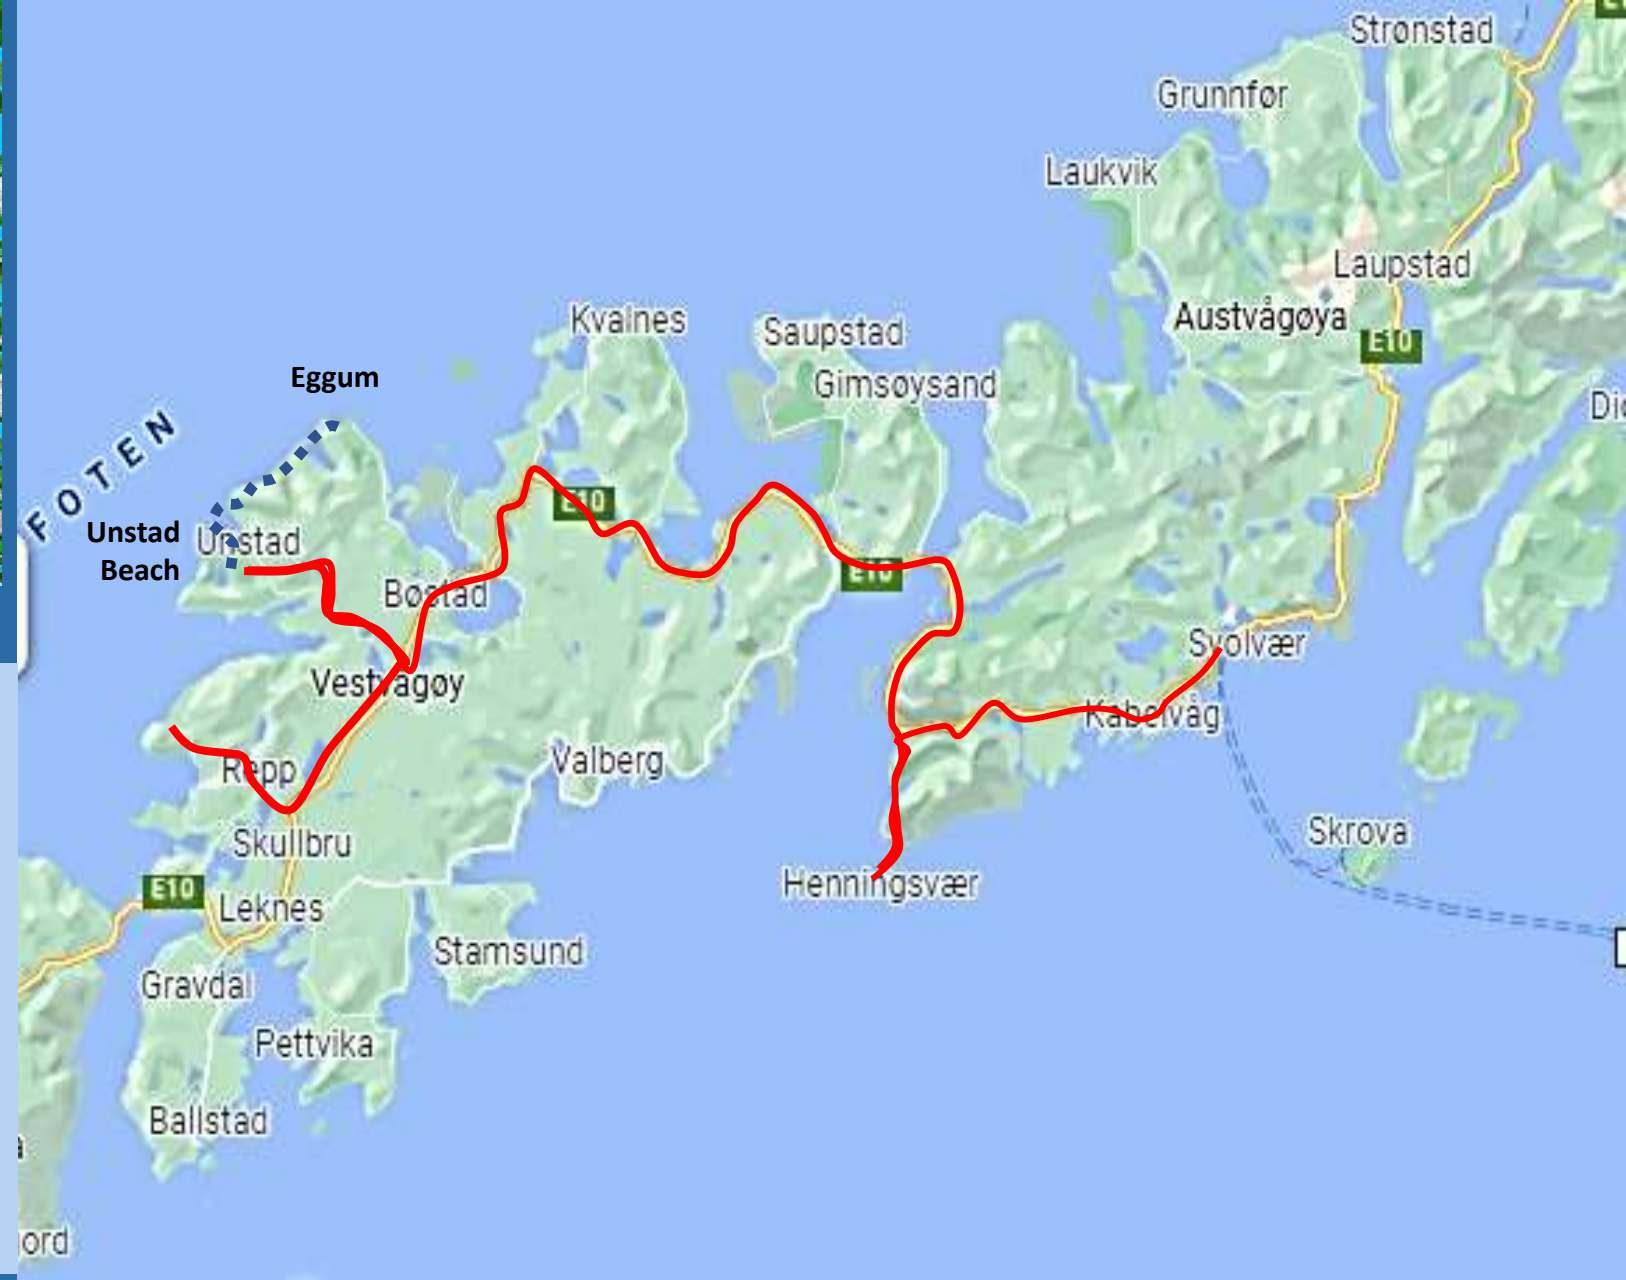 Strønstad
Grunnfør
Laukvik
Laupstad
Austvågøya
E10
Kvalnes
Saupstad
Gimsøysand
Eggum
FOTEN
Unstad
Beach
Unstad
E10
E10
Bøstad
Svolvær
Vestvågøy
Kabelvåg
Repp
Valberg
Skrova
Skullbru
Henningsvær
E10
Leknes
Stamsund
Gravdal
Pettvika
Ballstad
ord